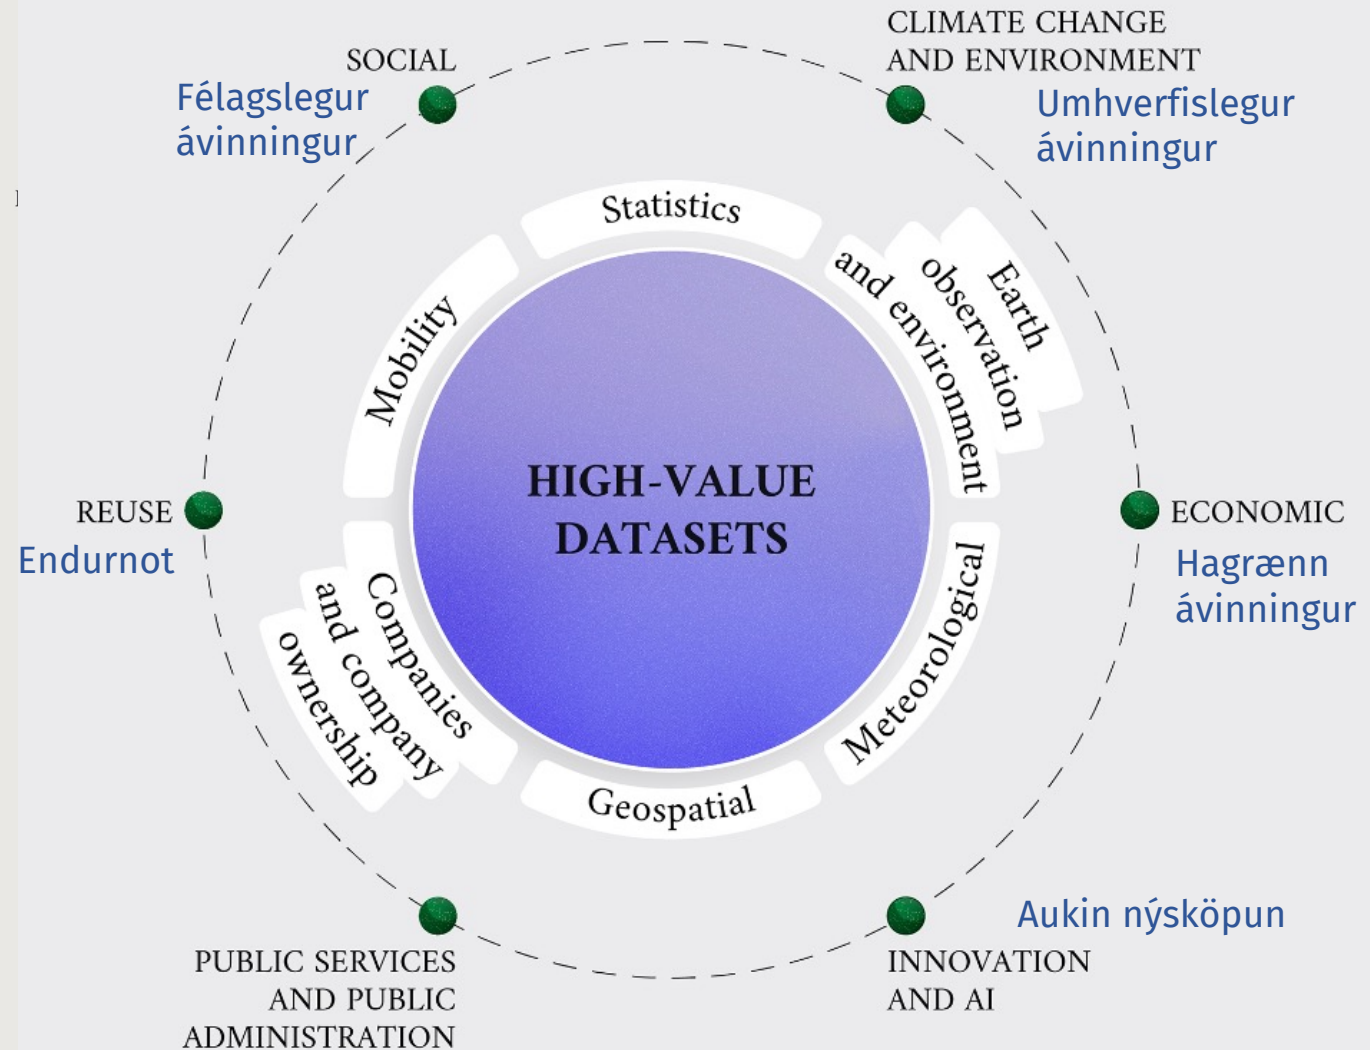 SOCIAL
Félagslegur
ávinningur
CLIMATE CHANGE
AND ENVIRONMENT
Umhverfislegur
ávinningur
Statistics
Earth
observation
and environment
Mobility
HIGH-VALUE
DATASETS
REUSE
Endurnot
ECONOMIC
Hagrænn
ávinningur
Meteorological
Companies
and company
ownership
Geospatial
PUBLIC SERVICES
AND PUBLIC
ADMINISTRATION
Aukin nýsköpun
INNOVATION
AND AI